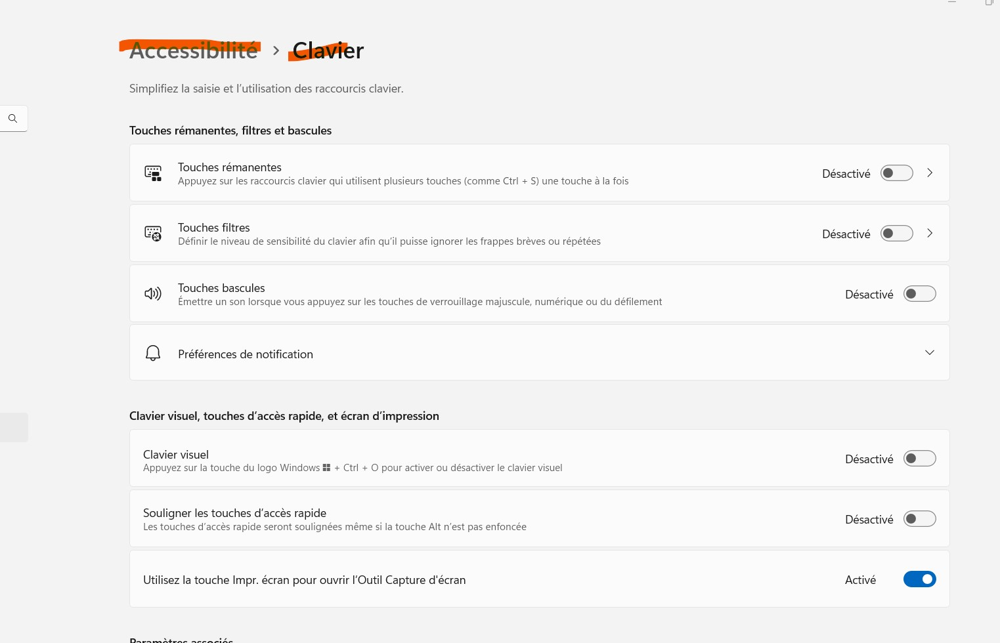 Accessibilité > Clavier
Simplifiez la saisie et l’utilisation des raccourcis clavier.
Touches rémanentes, filtres et bascules
Touches rémanentes
Appuyez sur les raccourcis clavier qui utilisent plusieurs touches (comme Ctrl + S) une touche à la fois
Désactivé
Touches filtres
Définir le niveau de sensibilité du clavier afin qu’il puisse ignorer les frappes brèves ou répétées
Désactivé
Touches bascules
Émettre un son lorsque vous appuyez sur les touches de verrouillage majuscule, numérique ou du défilement
Désactivé
Préférences de notification
Clavier visuel, touches d’accès rapide, et écran d’impression
Clavier visuel
Appuyez sur la touche du logo Windows + Ctrl + O pour activer ou désactiver le clavier visuel
Désactivé
Souligner les touches d’accès rapide
Les touches d’accès rapide seront soulignées même si la touche Alt n’est pas enfoncée
Désactivé
Utilisez la touche Impr. écran pour ouvrir l’Outil Capture d'écran
Activé
Paramètres associés